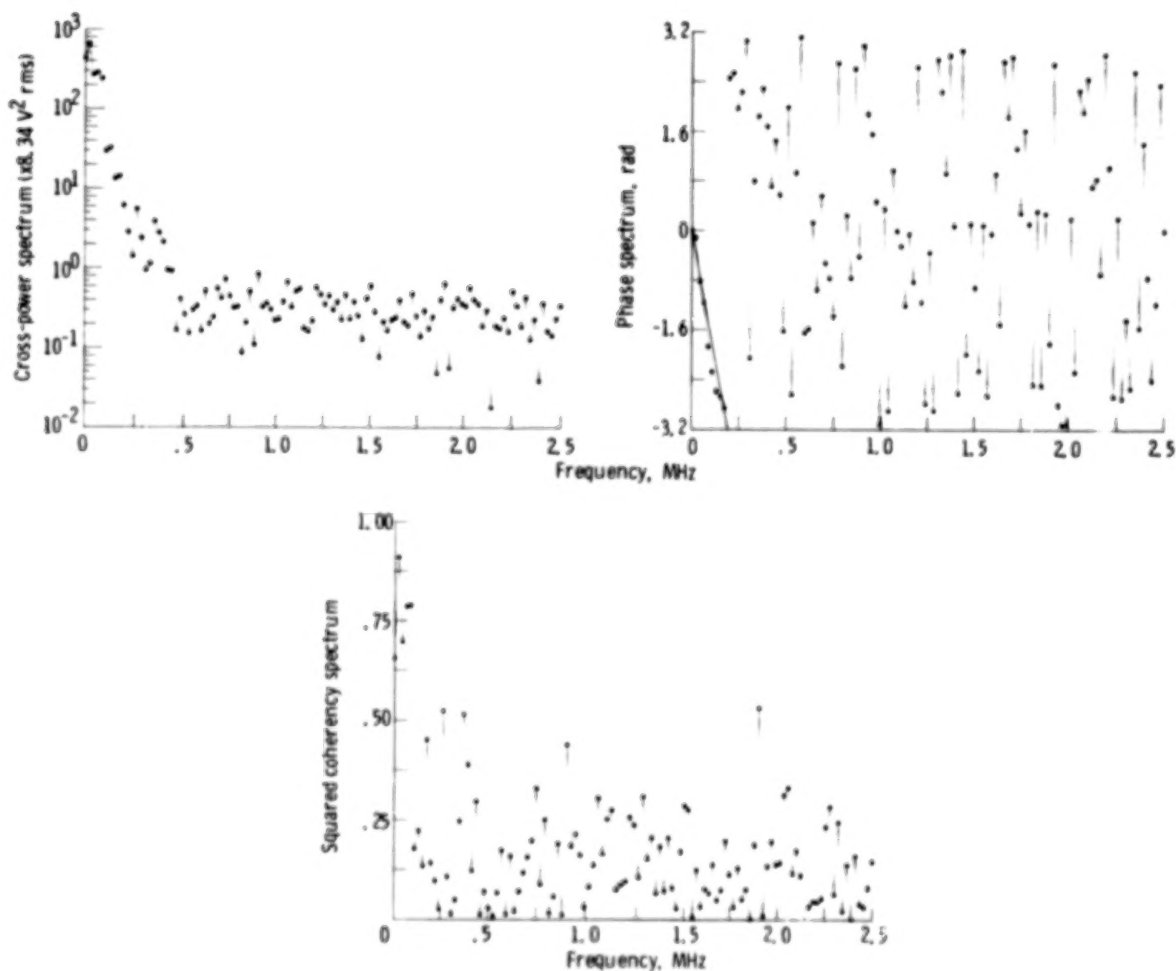 Cross-power spectrum (x8.34 V² rms)
10³
10²
10¹
10⁰
10⁻¹
10⁻²
0 .5 1.0 1.5 2.0 2.5
Phase spectrum, rad
3.2
1.6
0
-1.6
-3.2
0 .5 1.0 1.5 2.0 2.5
Frequency, MHz
Squared coherency spectrum
1.00
.75
.50
.25
0 .5 1.0 1.5 2.0 2.5
Frequency, MHz